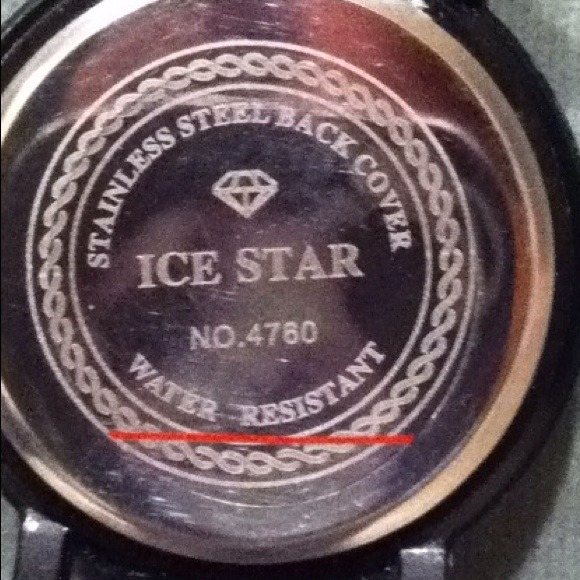 STAINLESS STEEL BACK COVER
ICE STAR
NO.4760
WATER RESISTANT